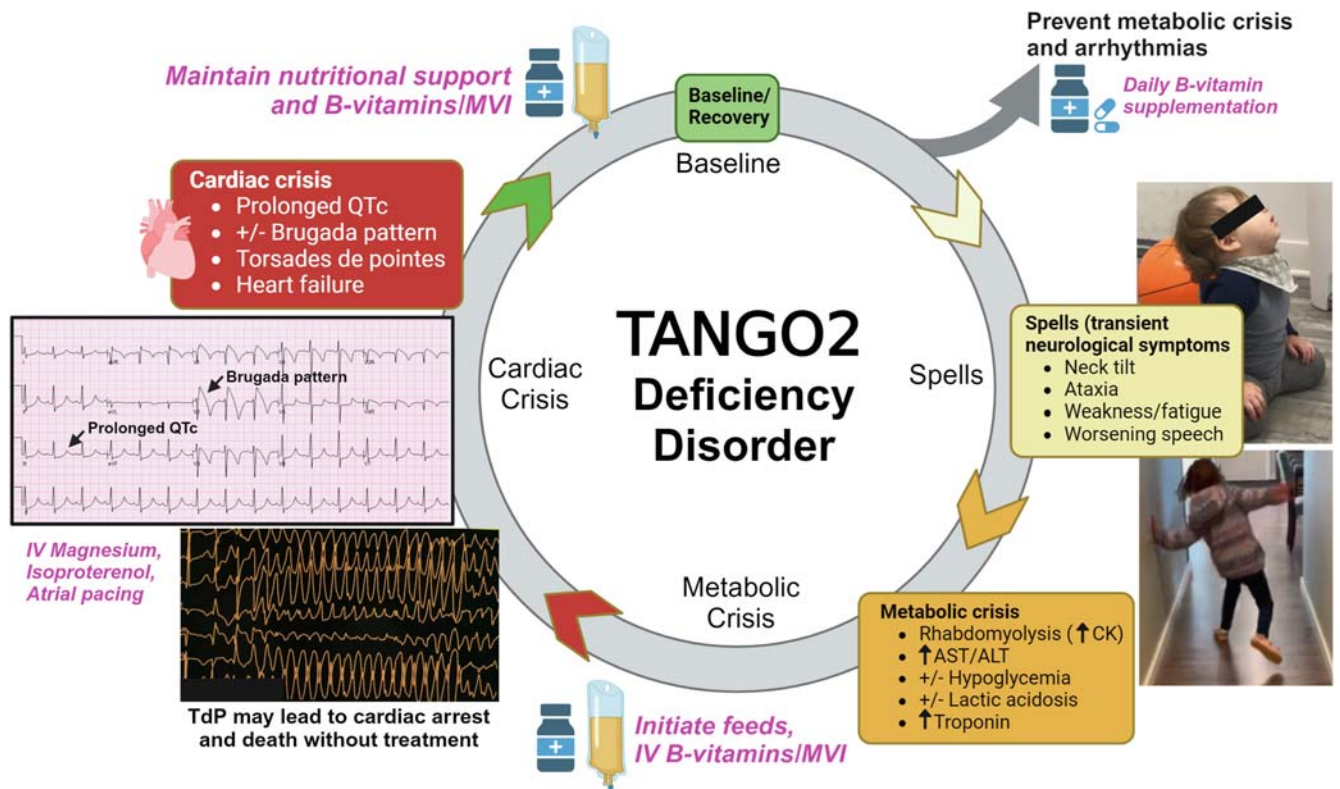 Maintain nutritional support
and B-vitamins/MVI
Baseline/
Recovery
Baseline
Prevent metabolic crisis
and arrhythmias
Daily B-vitamin
supplementation
Cardiac crisis
• Prolonged QTc
• +/- Brugada pattern
• Torsades de pointes
• Heart failure
TANGO2
Deficiency
Disorder
Spells
Spells (transient
neurological symptoms
• Neck tilt
• Ataxia
• Weakness/fatigue
• Worsening speech
Cardiac
Crisis
Brugada pattern
Prolonged QTc
IV Magnesium,
Isoproterenol,
Atrial pacing
TdP may lead to cardiac arrest
and death without treatment
Metabolic
Crisis
Metabolic crisis
• Rhabdomyolysis (↑CK)
• ↑AST/ALT
• +/- Hypoglycemia
• +/- Lactic acidosis
• ↑Troponin
Initiate feeds,
IV B-vitamins/MVI